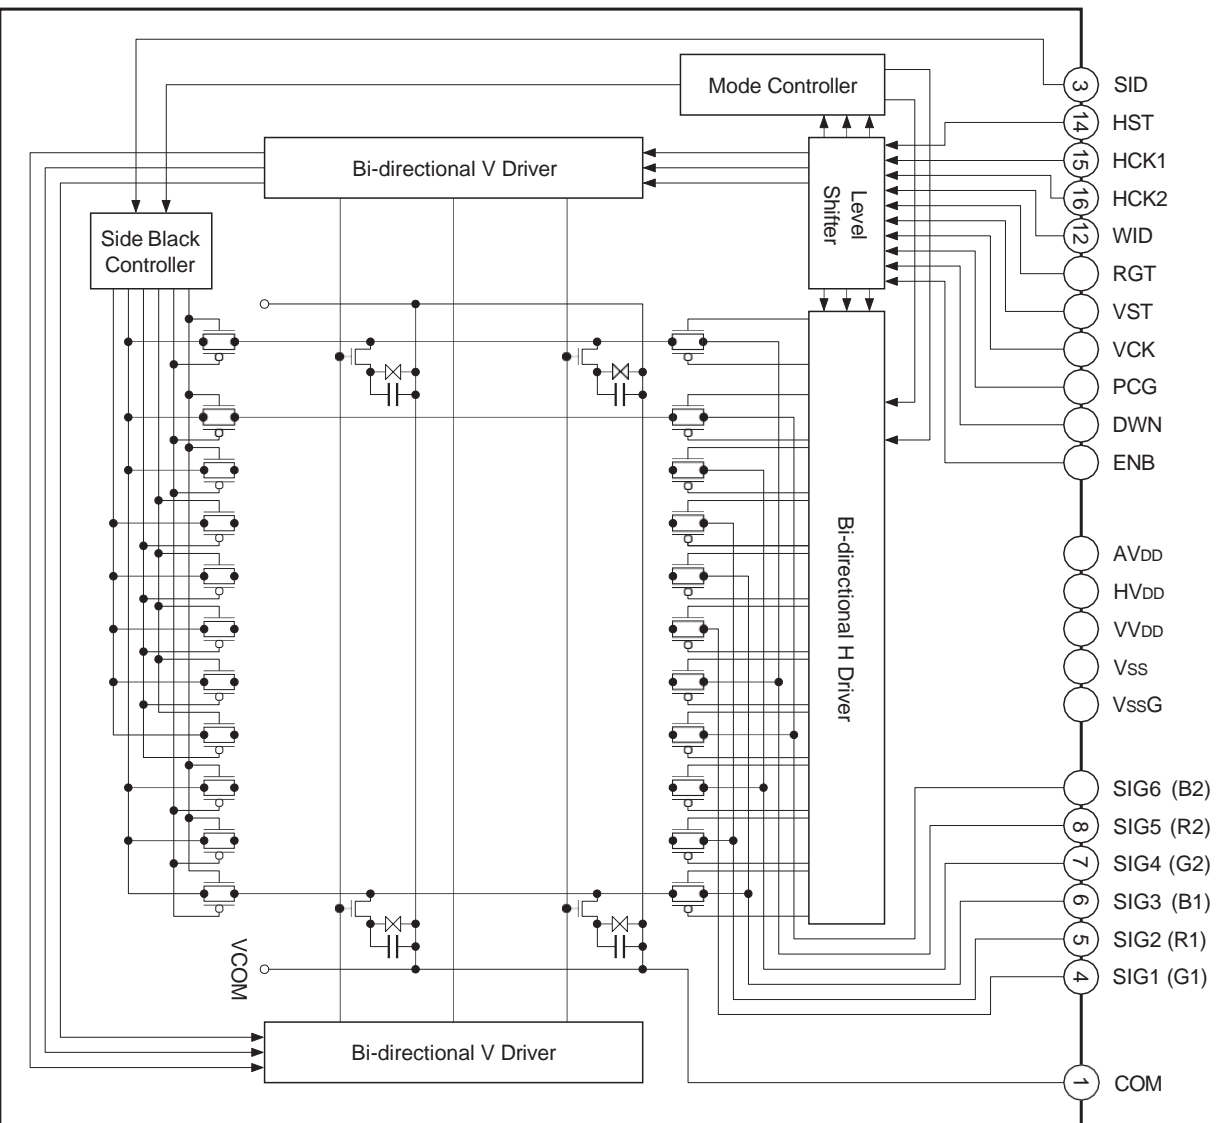 Mode Controller
Bi-directional V Driver
Level
Shifter
Side Black
Controller
Bi-directional H Driver
VCOM
Bi-directional V Driver
3 SID
14 HST
15 HCK1
16 HCK2
12 WID
RGT
VST
VCK
PCG
DWN
ENB
AVDD
HVDD
VVDD
VSS
VSSG
SIG6 (B2)
8 SIG5 (R2)
7 SIG4 (G2)
6 SIG3 (B1)
5 SIG2 (R1)
4 SIG1 (G1)
1 COM